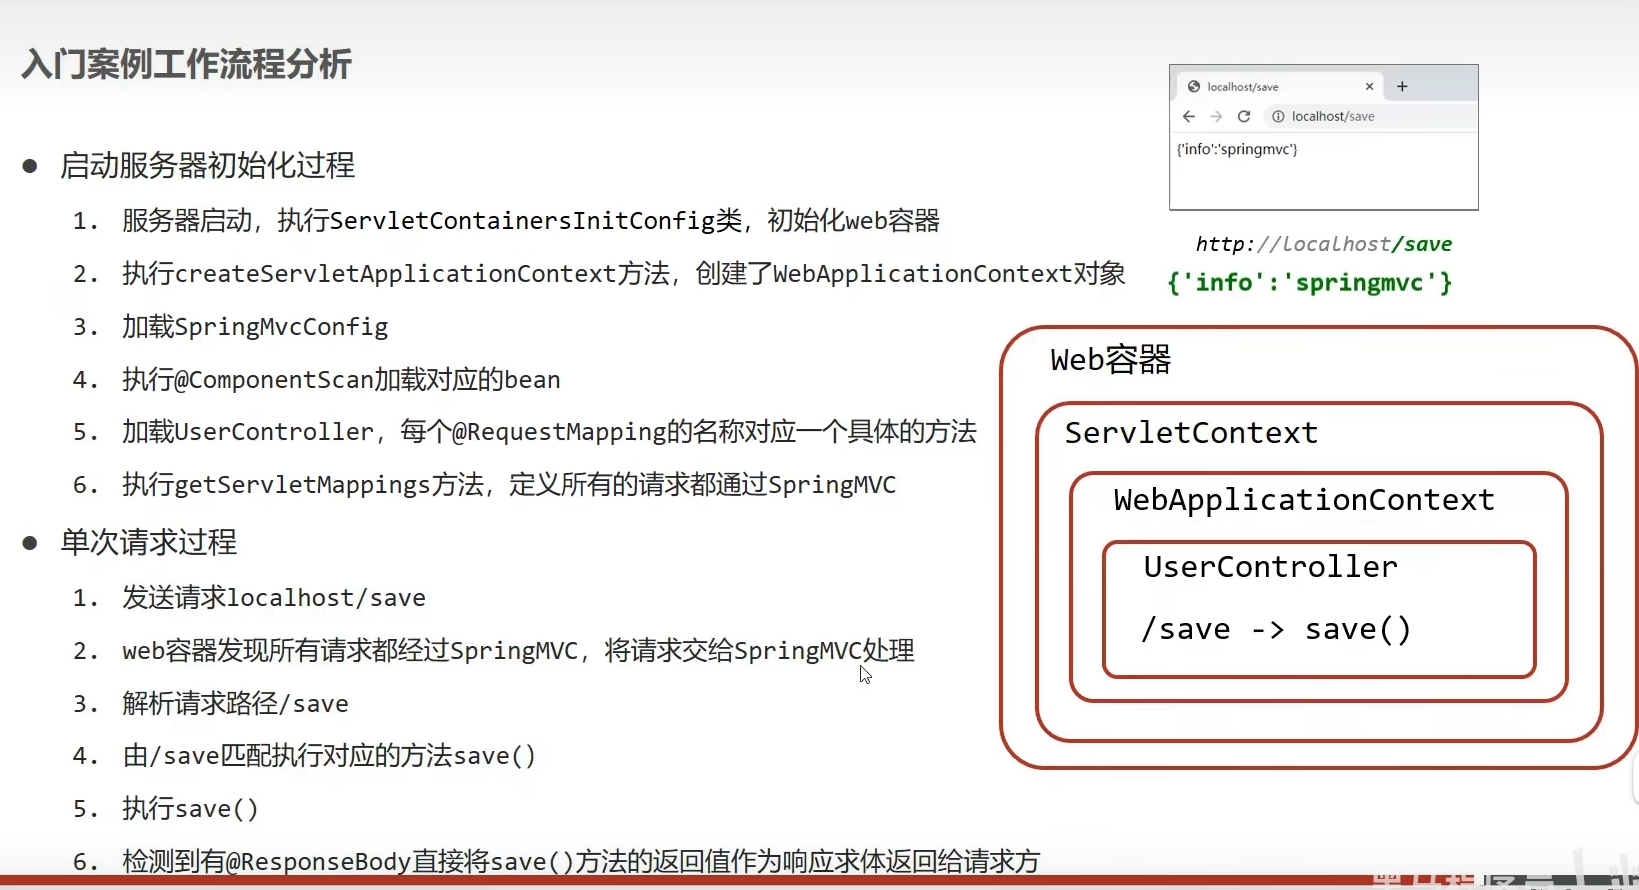 入门案例工作流程分析
● 启动服务器初始化过程
1. 服务器启动，执行ServletContainersInitConfig类，初始化web容器
2. 执行createServletApplicationContext方法，创建了WebApplicationContext对象
3. 加载SpringMvcConfig
4. 执行@ComponentScan加载对应的bean
5. 加载UserController，每个@RequestMapping的名称对应一个具体的方法
6. 执行getServletMappings方法，定义所有的请求都通过SpringMVC
● 单次请求过程
1. 发送请求localhost/save
2. web容器发现所有请求都经过SpringMVC，将请求交给SpringMVC处理
3. 解析请求路径/save
4. 由/save匹配执行对应的方法save()
5. 执行save()
6. 检测到有@ResponseBody直接将save()方法的返回值作为响应求体返回给请求方
localhost/save
localhost/save
{'info':'springmvc'}
http://localhost/save
{'info':'springmvc'}
Web容器
ServletContext
WebApplicationContext
UserController
/save -> save()